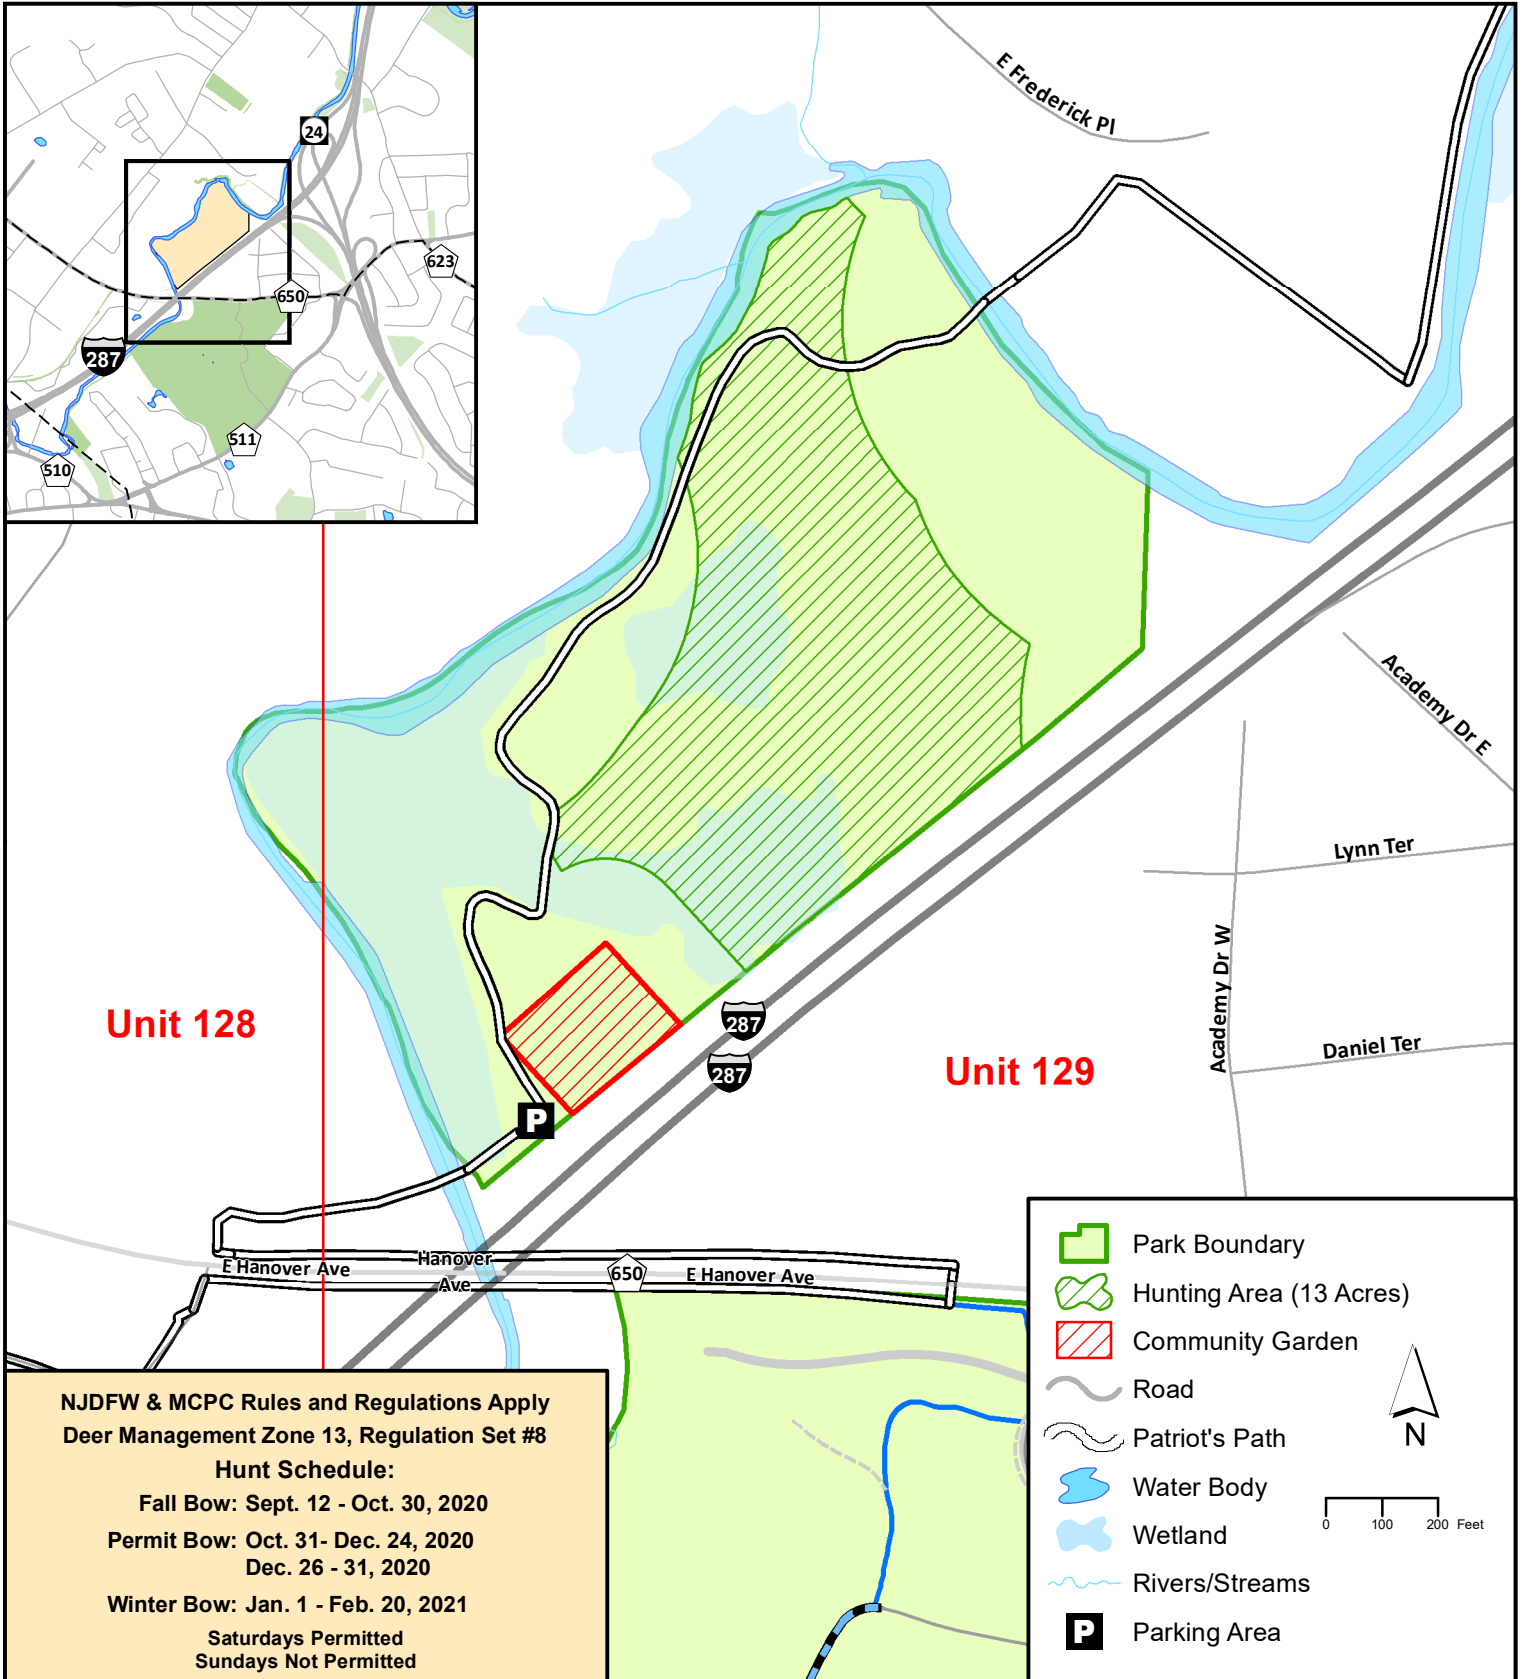 24
623
650
287
511
510
E Frederick Pl
Academy Dr E
Lynn Ter
Academy Dr W
Daniel Ter
Unit 128
Unit 129
287
287
P
Hanover
Ave
E Hanover Ave
650
E Hanover Ave
NJDFW & MCPC Rules and Regulations Apply
Deer Management Zone 13, Regulation Set #8
Hunt Schedule:
Fall Bow: Sept. 12 - Oct. 30, 2020
Permit Bow: Oct. 31- Dec. 24, 2020
Dec. 26 - 31, 2020
Winter Bow: Jan. 1 - Feb. 20, 2021
Saturdays Permitted
Sundays Not Permitted
Park Boundary
Hunting Area (13 Acres)
Community Garden
Road
Patriot's Path
Water Body
Wetland
Rivers/Streams
P Parking Area
N
0 100 200 Feet